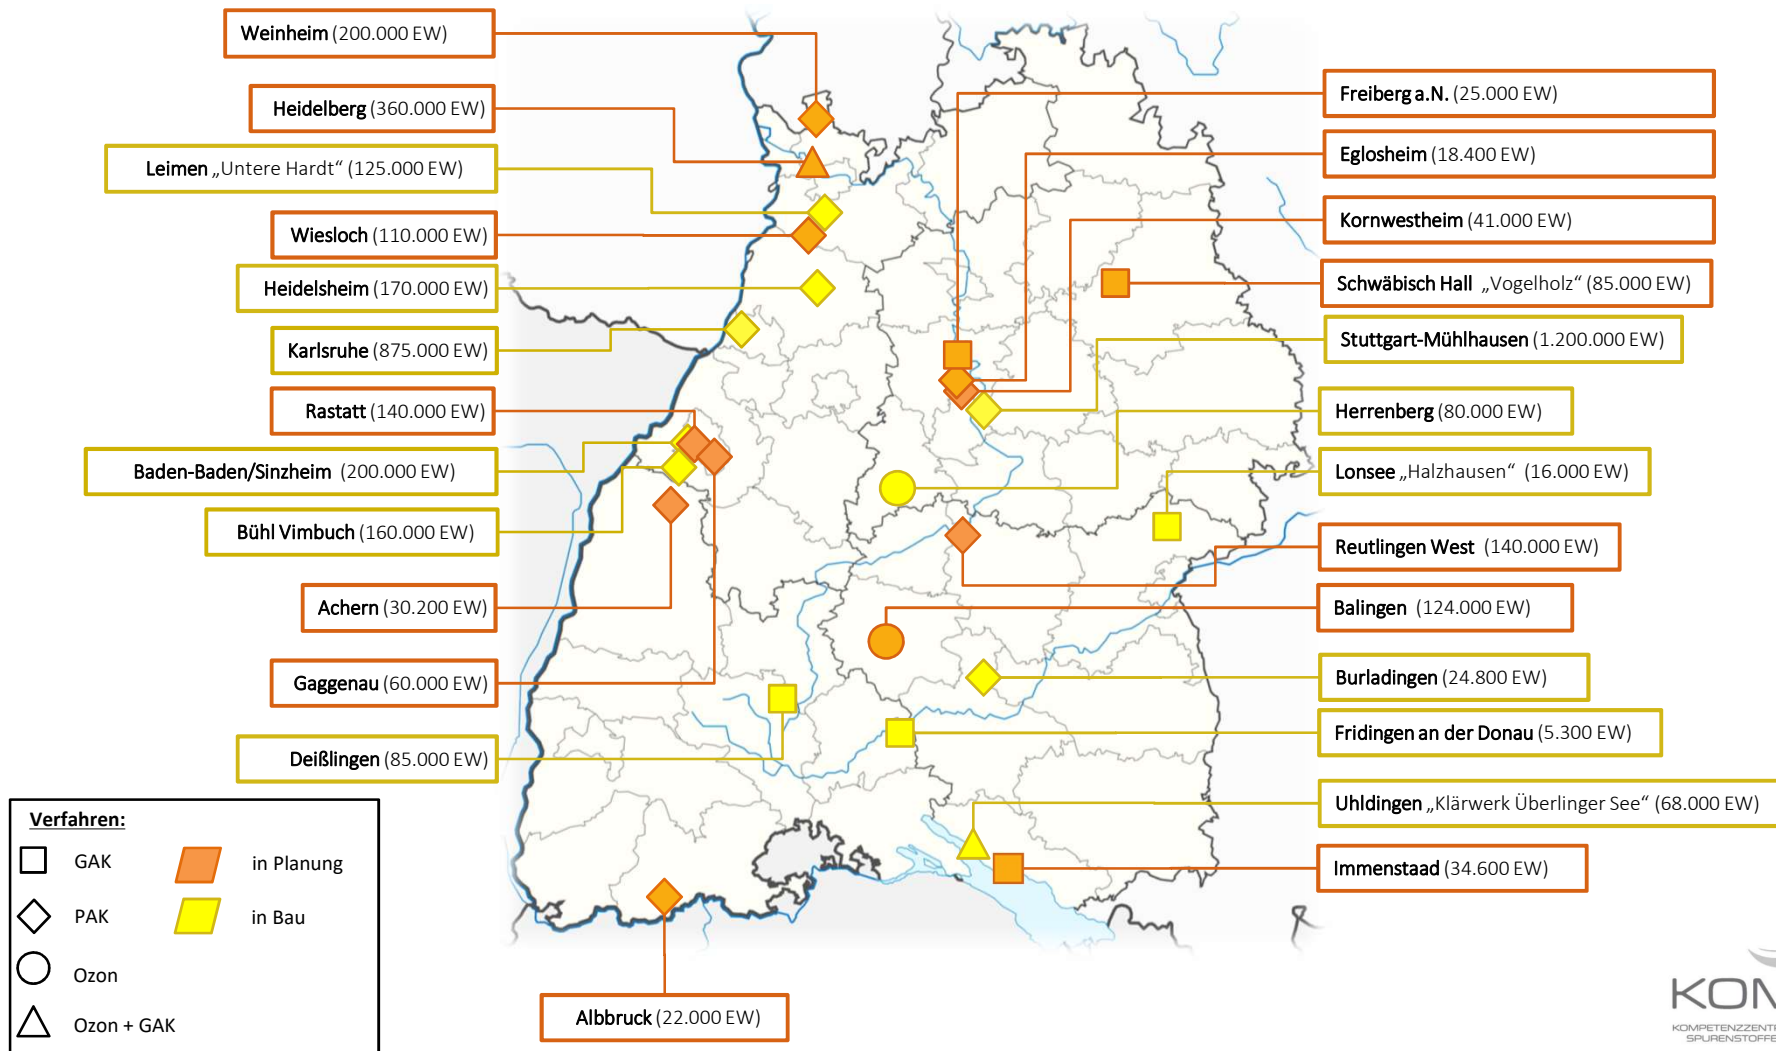 Weinheim (200.000 EW)
Heidelberg (360.000 EW)
Leimen „Untere Hardt“ (125.000 EW)
Wiesloch (110.000 EW)
Heidelsheim (170.000 EW)
Karlsruhe (875.000 EW)
Rastatt (140.000 EW)
Baden-Baden/Sinzheim (200.000 EW)
Bühl Vimbuch (160.000 EW)
Achern (30.200 EW)
Gaggenau (60.000 EW)
Deißlingen (85.000 EW)
Albbruck (22.000 EW)
Freiberg a.N. (25.000 EW)
Eglosheim (18.400 EW)
Kornwestheim (41.000 EW)
Schwäbisch Hall „Vogelholz“ (85.000 EW)
Stuttgart-Mühlhausen (1.200.000 EW)
Herrenberg (80.000 EW)
Lonsee „Halzhausen“ (16.000 EW)
Reutlingen West (140.000 EW)
Balingen (124.000 EW)
Burladingen (24.800 EW)
Fridingen an der Donau (5.300 EW)
Uhldingen „Klärwerk Überlinger See“ (68.000 EW)
Immenstaad (34.600 EW)
Verfahren:
GAK in Planung
PAK in Bau
Ozon
Ozon + GAK
KOM
KOMPETENZZENTR
SPURENSTOFFE